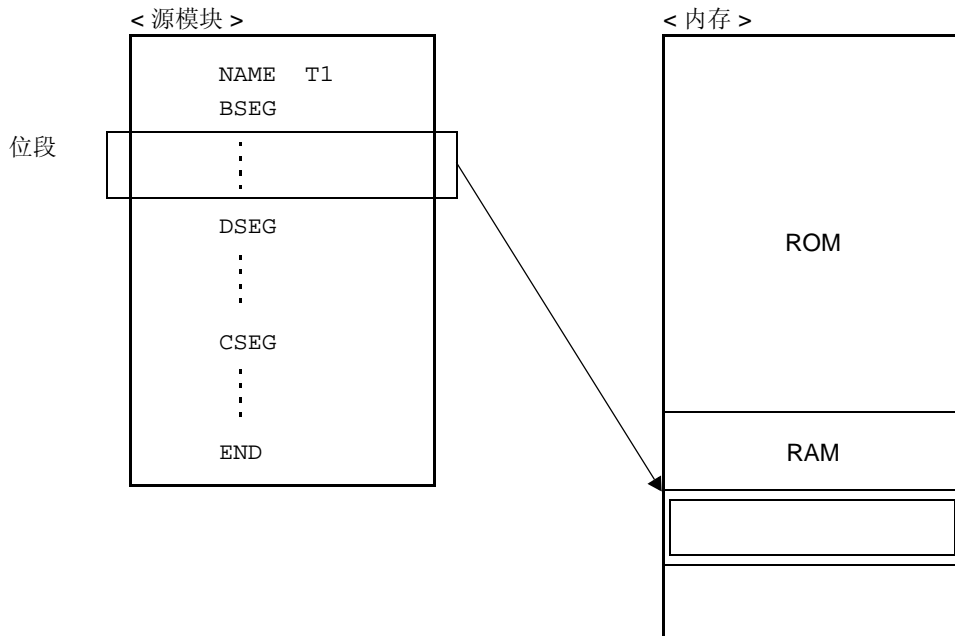 < 源模块 >
NAME T1
BSEG
位段
DSEG
CSEG
END
< 内存 >
ROM
RAM